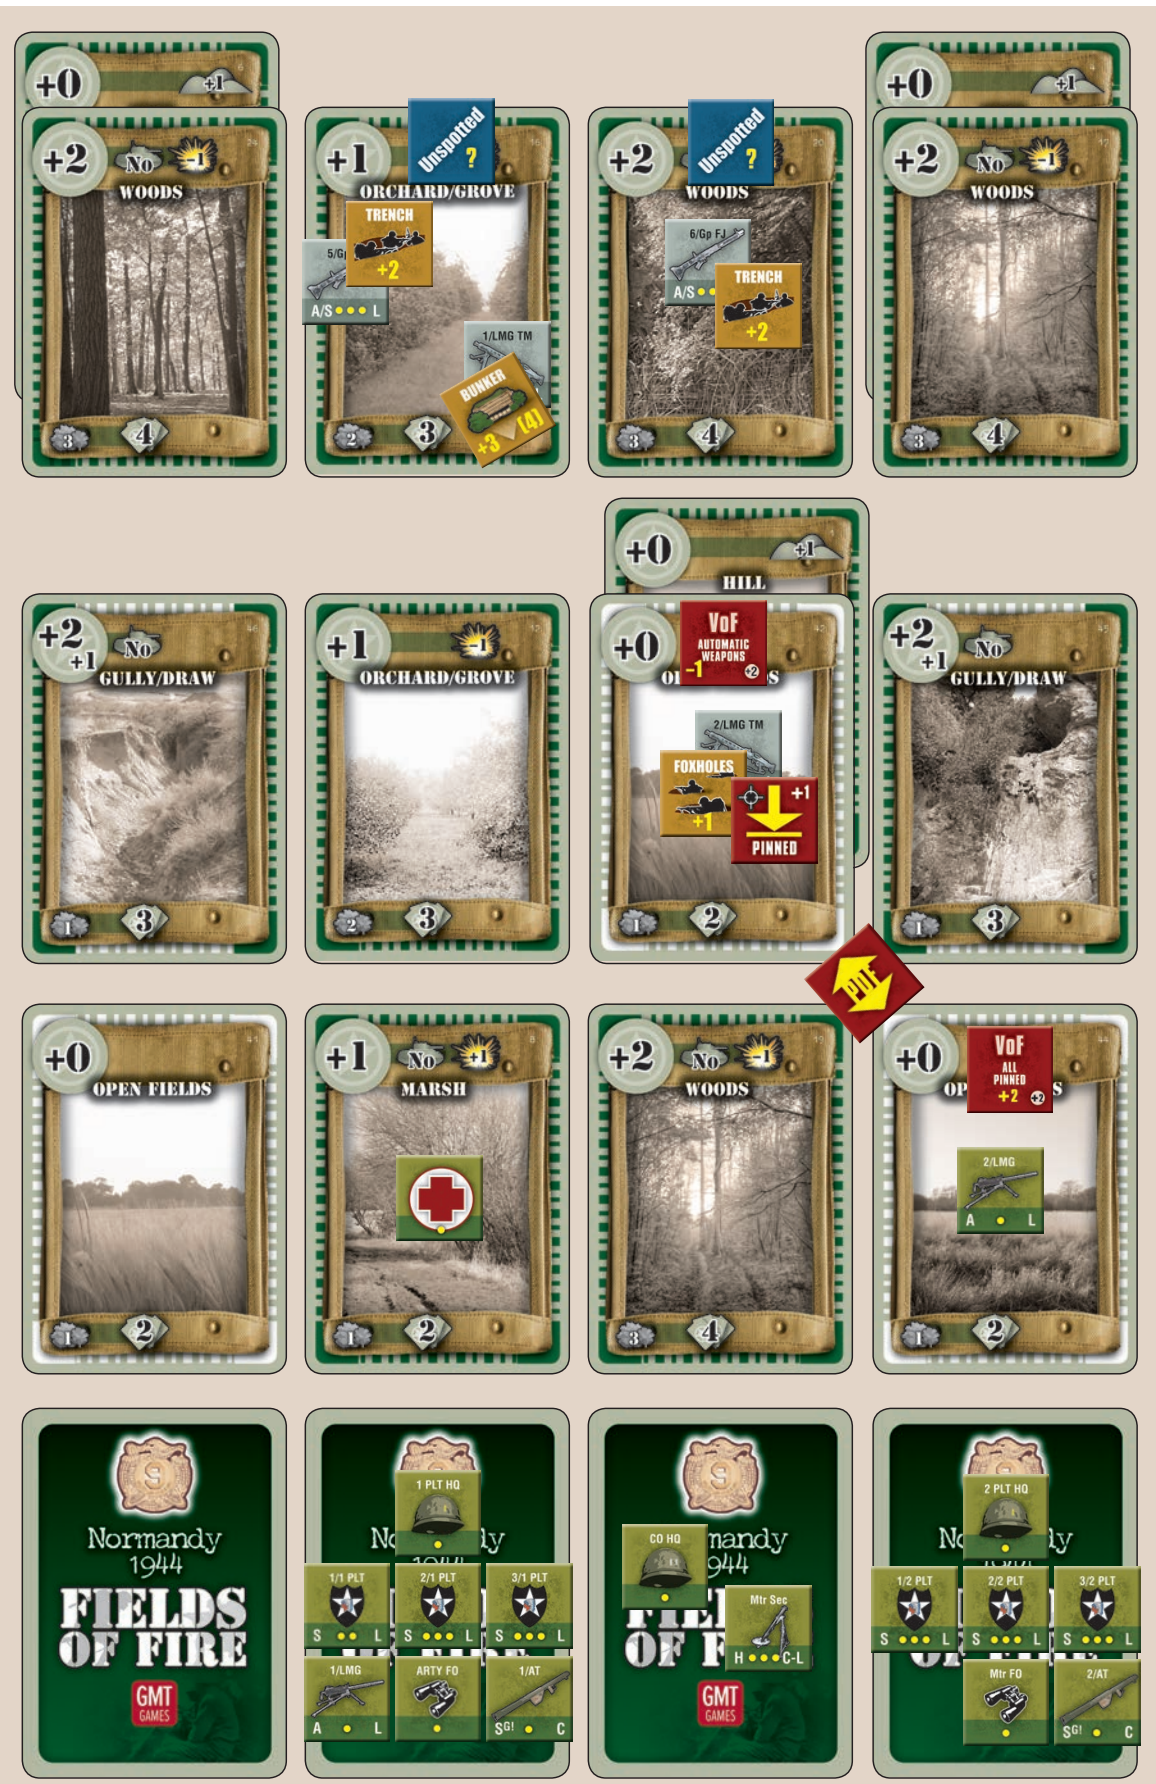 +0
+1
+0
+1
+2
No
-1
WOODS
3
4
+1
Unspotted
?
ORCHARD/GROVE
TRENCH
+2
5/Gp
A/S L
1/LMG TM
BUNKER
+3 (4)
2
3
+2
Unspotted
?
WOODS
6/Gp FJ
A/S
TRENCH
+2
3
4
+2
No
-1
WOODS
3
4
+0
+1
HILL
+2
+1
No
GULLY/DRAW
1
3
+1
-1
ORCHARD/GROVE
2
3
+0
VoF
AUTOMATIC
WEAPONS
-1
+2
2/LMG TM
FOXHOLES
+1
+1
PINNED
1
2
+2
+1
No
GULLY/DRAW
1
3
PDF
+0
OPEN FIELDS
1
2
+1
No
+1
MARSH
1
2
+2
No
-1
WOODS
3
4
+0
VoF
ALL
PINNED
+2
+2
2/LMG
A L
1
2
9
Normandy
1944
FIELDS
OF FIRE
GMT
GAMES
9
1 PLT HQ
1/1 PLT
S L
2/1 PLT
S L
3/1 PLT
S L
1/LMG
A L
ARTY FO
1/AT
SG! C
9
CO HQ
Mtr Sec
H C-L
GMT
GAMES
2 PLT HQ
1/2 PLT
S L
2/2 PLT
S L
3/2 PLT
S L
Mtr FO
2/AT
SG! C